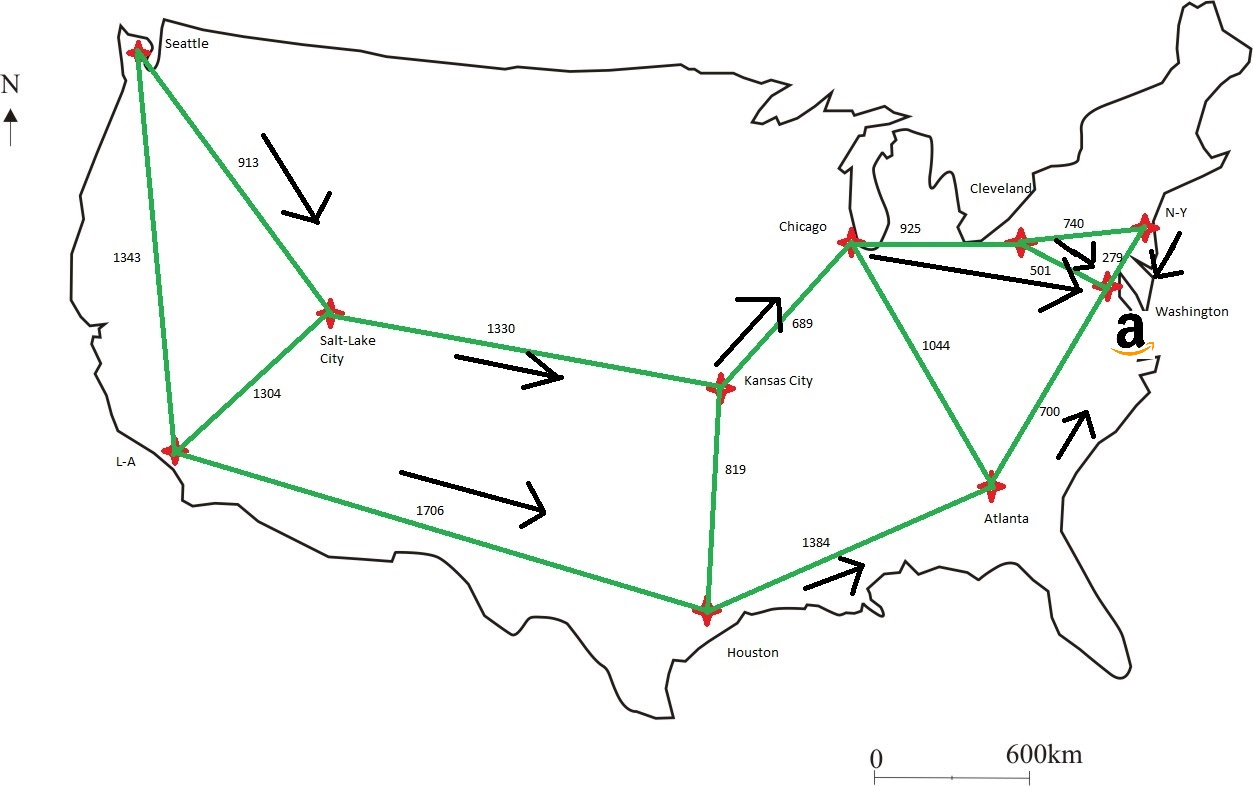 Seattle
N
913
Cleveland
N-Y
Chicago
925
740
1343
279
501
Washington
a
1330
689
Salt-Lake
City
1044
Kansas City
1304
700
L-A
819
1706
Atlanta
1384
Houston
0
600km